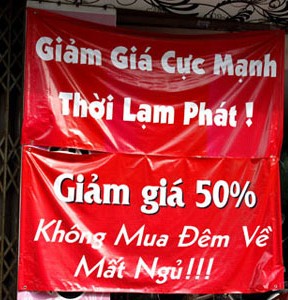 Giảm Giá Cực Mạnh
Thời Lạm Phát !
Giảm giá 50%
Không Mua Đêm Về
Mất Ngủ!!!